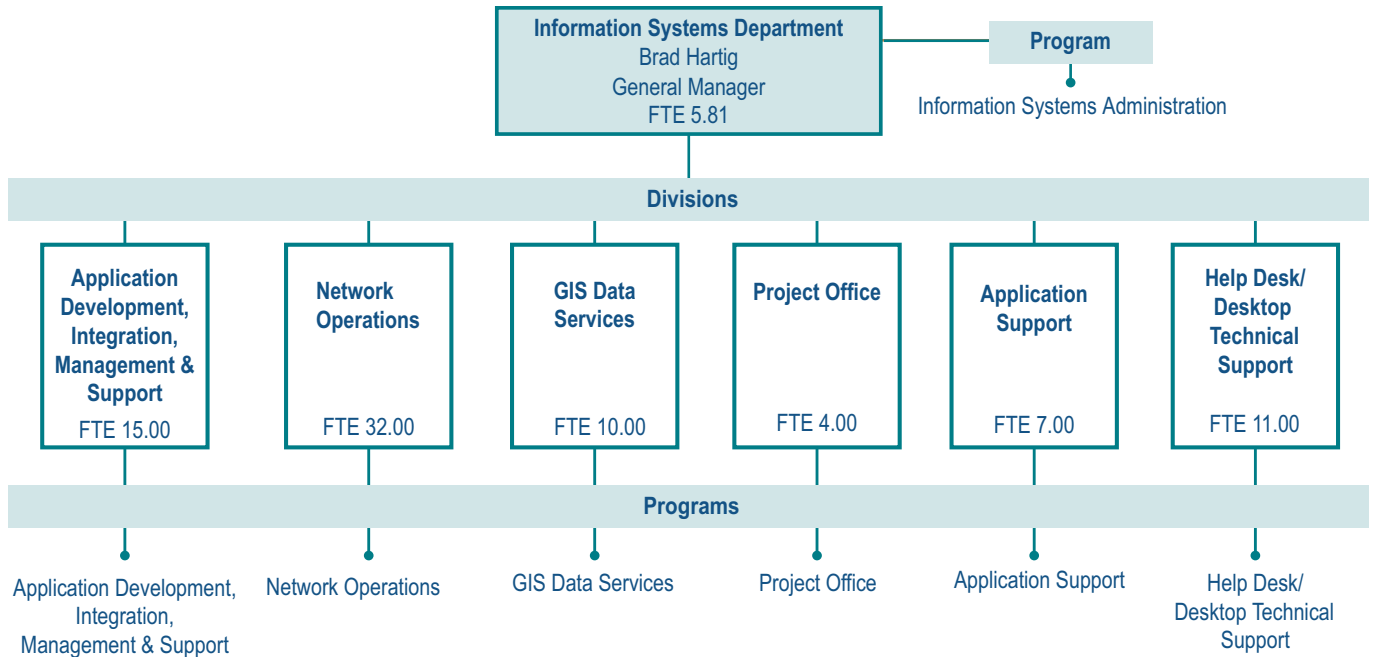 Information Systems Department
Brad Hartig
General Manager
FTE 5.81
Program
Information Systems Administration
Divisions
Application
Development,
Integration,
Management &
Support
FTE 15.00
Network
Operations
FTE 32.00
GIS Data
Services
FTE 10.00
Project Office
FTE 4.00
Application
Support
FTE 7.00
Help Desk/
Desktop
Technical
Support
FTE 11.00
Programs
Application Development,
Integration,
Management & Support
Network Operations
GIS Data Services
Project Office
Application Support
Help Desk/
Desktop Technical
Support